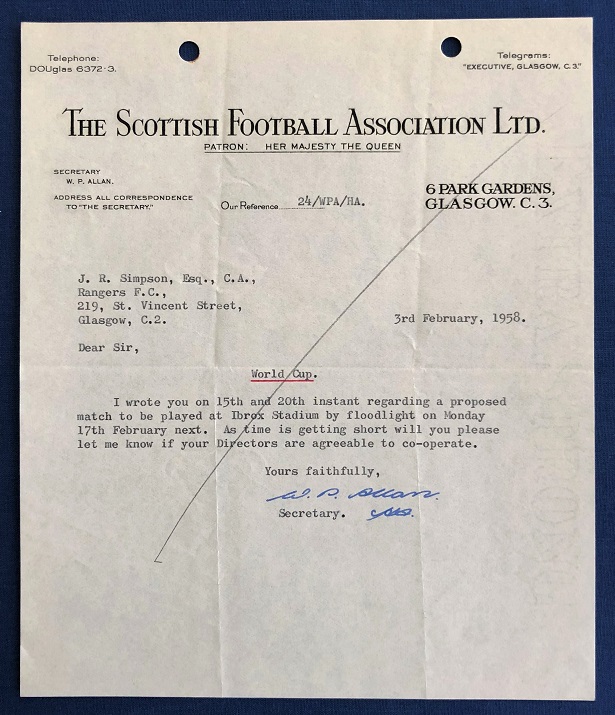 Telephone:
DOUglas 6372-3.
Telegrams:
"EXECUTIVE, GLASGOW, C.3."
THE SCOTTISH FOOTBALL ASSOCIATION LTD.
PATRON: HER MAJESTY THE QUEEN
SECRETARY
W. P. ALLAN.
ADDRESS ALL CORRESPONDENCE
TO "THE SECRETARY."
Our Reference 24/WPA/HA.
6 PARK GARDENS,
GLASGOW. C. 3.
J. R. Simpson, Esq., C.A.,
Rangers F.C.,
219, St. Vincent Street,
Glasgow, C.2.
3rd February, 1958.
Dear Sir,
World Cup.
I wrote you on 15th and 20th instant regarding a proposed
match to be played at Ibrox Stadium by floodlight on Monday
17th February next. As time is getting short will you please
let me know if your Directors are agreeable to co-operate.
Yours faithfully,
W. P. Allan.
Secretary.